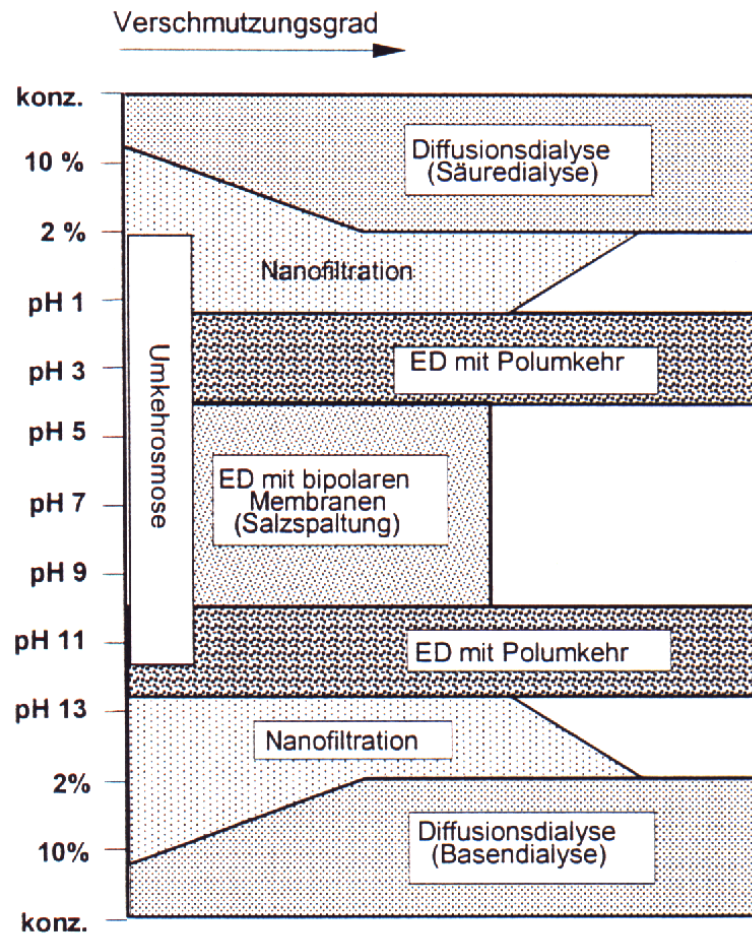 Verschmutzungsgrad
konz.
10 %
2 %
pH 1
pH 3
pH 5
pH 7
pH 9
pH 11
pH 13
2%
10%
konz.
Diffusionsdialyse
(Säuredialyse)
Nanofiltration
Umkehrosmose
ED mit Polumkehr
ED mit bipolaren
Membranen
(Salzspaltung)
ED mit Polumkehr
Nanofiltration
Diffusionsdialyse
(Basendialyse)